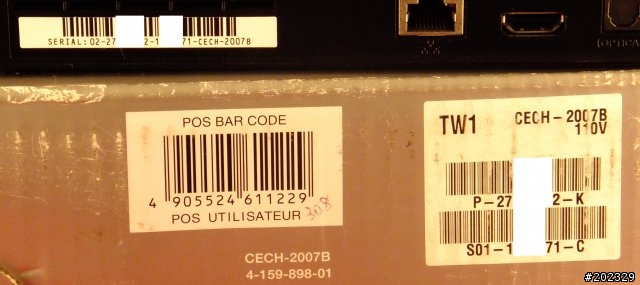 SERIAL: 02-27 2-1 71-CECH-2007B
(OPTICAL
POS BAR CODE
4 905524 611229
POS UTILISATEUR
308
CECH-2007B
4-159-898-01
TW1 CECH-2007B
110V
P-27 2-K
S01-1 71-C
#202329